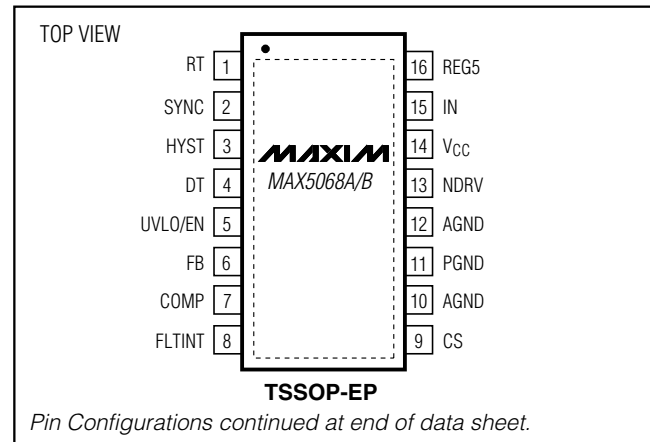 TOP VIEW
RT 1
SYNC 2
HYST 3
DT 4
UVLO/EN 5
FB 6
COMP 7
FLTINT 8
MAXIM
MAX5068A/B
16 REG5
15 IN
14 VCC
13 NDRV
12 AGND
11 PGND
10 AGND
9 CS
TSSOP-EP
Pin Configurations continued at end of data sheet.